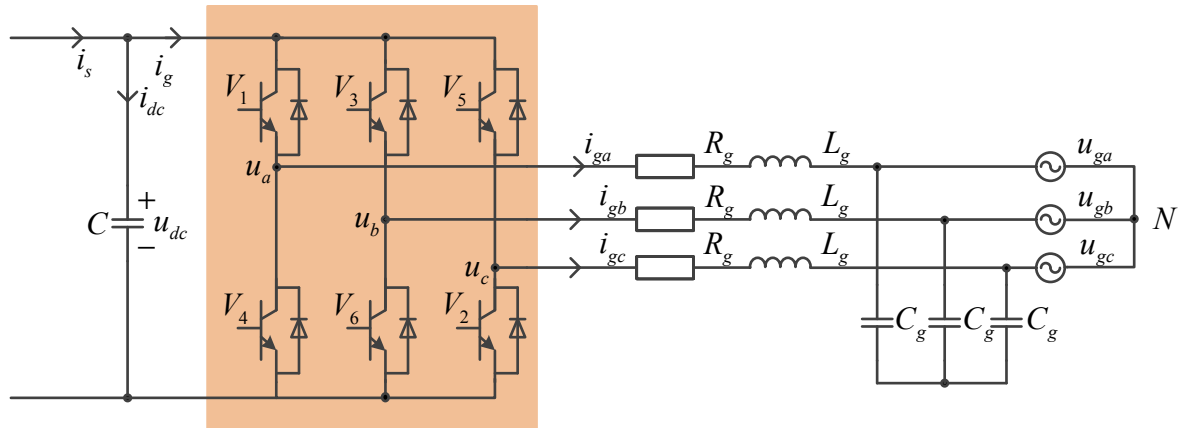 i_s
i_g
i_dc
C
+
−
u_dc
V_1
V_3
V_5
u_a
u_b
u_c
V_4
V_6
V_2
i_ga
R_g
L_g
u_ga
i_gb
R_g
L_g
u_gb
N
i_gc
R_g
L_g
u_gc
C_g
C_g
C_g